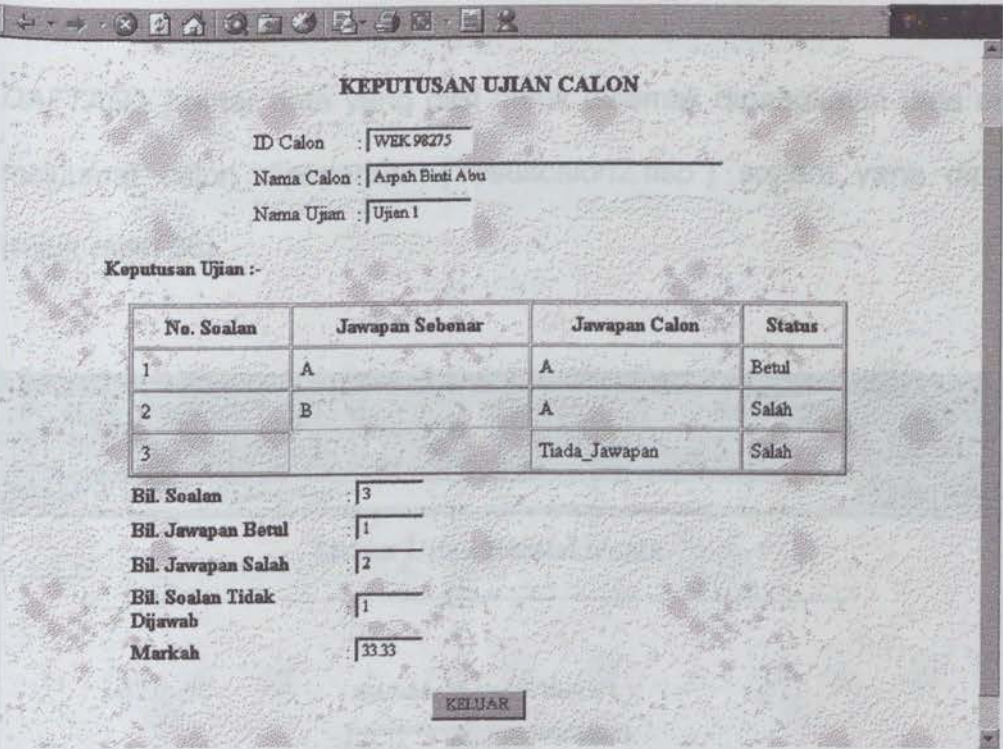 KEPUTUSAN UJIAN CALON
ID Calon : WEK 98275
Nama Calon : Arpah Binti Abu
Nama Ujian : Ujian 1
Keputusan Ujian :-
No. Soalan Jawapan Sebenar Jawapan Calon Status
1 A A Betul
2 B A Salah
3 Tiada_Jawapan Salah
Bil. Soalan : 3
Bil. Jawapan Betul : 1
Bil. Jawapan Salah : 2
Bil. Soalan Tidak
Dijawab : 1
Markah : 33.33
KELUAR